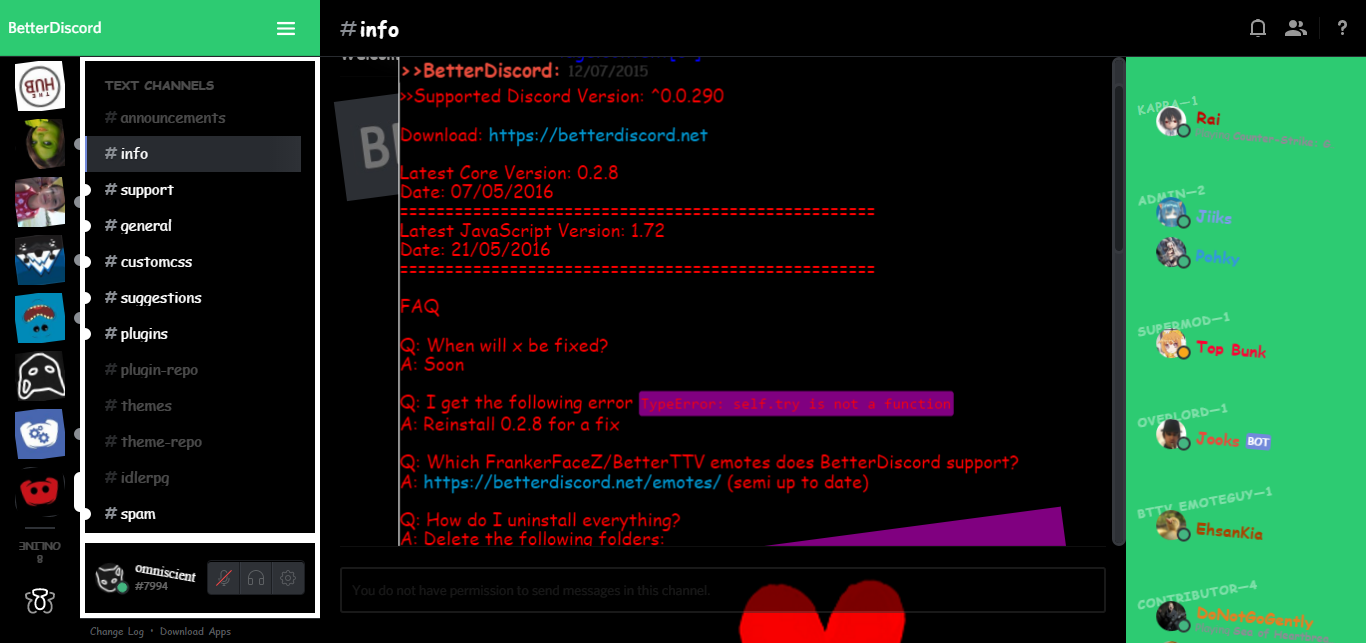 BetterDiscord
THE
HUB
ONLINE
8
TEXT CHANNELS
#announcements
#info
#support
#general
#customcss
#suggestions
#plugins
#plugin-repo
#themes
#theme-repo
#idlerpg
#spam
omniscient
#7994
Change Log • Download Apps
#info
?
Welcom
B
>>BetterDiscord: 12/07/2015
>>Supported Discord Version: ^0.0.290
Download: https://betterdiscord.net
Latest Core Version: 0.2.8
Date: 07/05/2016
====================================================
Latest JavaScript Version: 1.72
Date: 21/05/2016
====================================================
FAQ
Q: When will x be fixed?
A: Soon
Q: I get the following error TypeError: self.try is not a function
A: Reinstall 0.2.8 for a fix
Q: Which FrankerFaceZ/BetterTTV emotes does BetterDiscord support?
A: https://betterdiscord.net/emotes/ (semi up to date)
Q: How do I uninstall everything?
A: Delete the following folders:
You do not have permission to send messages in this channel.
KAPPA—1
Rai
ADMIN—2
Jiiks
Pohky
SUPERMOD—1
Top Bunk
OVERLORD—1
Jooks BOT
BTTV EMOTEGUY—1
EhsanKia
CONTRIBUTOR—4
DoNotGoGently